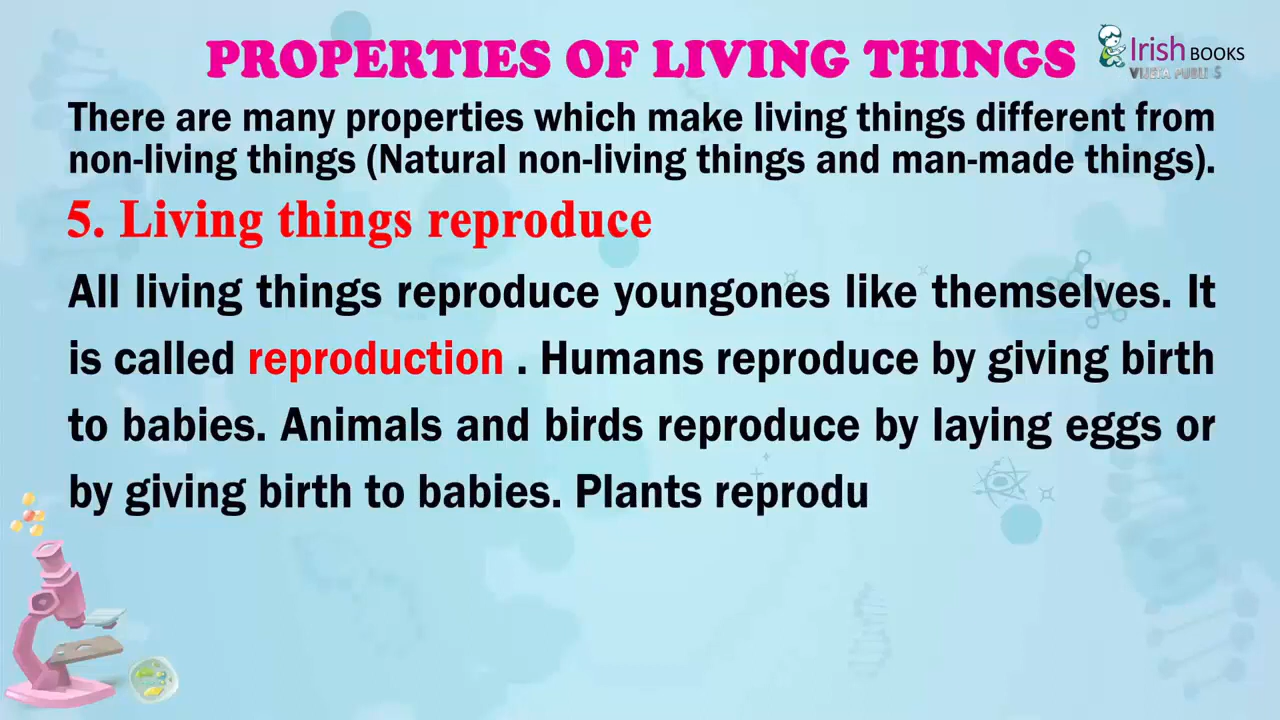 PROPERTIES OF LIVING THINGS
Irish BOOKS
There are many properties which make living things different from
non-living things (Natural non-living things and man-made things).
5. Living things reproduce
All living things reproduce youngones like themselves. It
is called reproduction . Humans reproduce by giving birth
to babies. Animals and birds reproduce by laying eggs or
by giving birth to babies. Plants reprodu